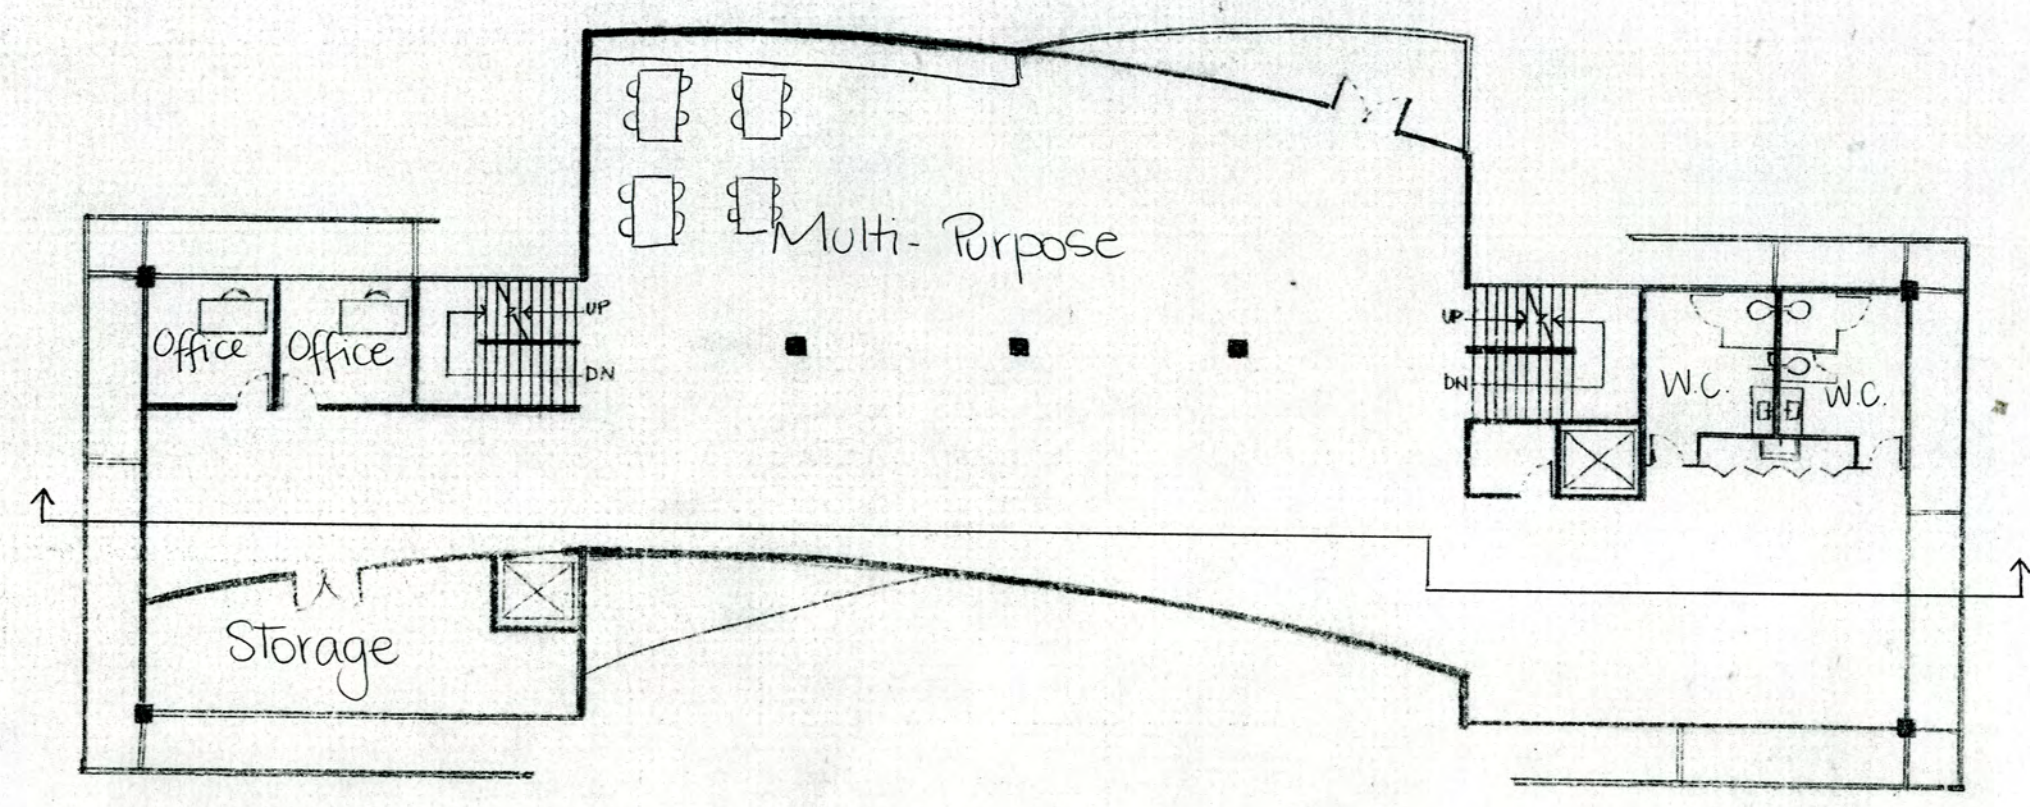 Multi-Purpose
UP
DN
Office
Office
UP
DN
W.C.
W.C.
Storage